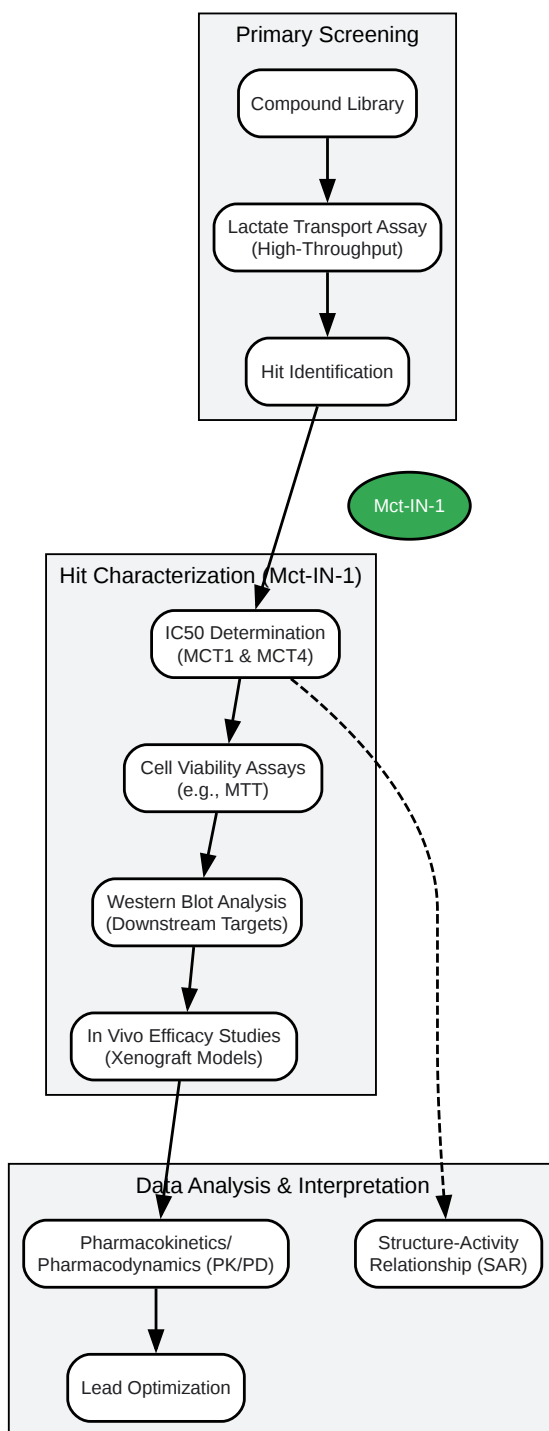 Primary Screening
Compound Library
Lactate Transport Assay
(High-Throughput)
Hit Identification
Mct-IN-1
Hit Characterization (Mct-IN-1)
IC50 Determination
(MCT1 & MCT4)
Cell Viability Assays
(e.g., MTT)
Western Blot Analysis
(Downstream Targets)
In Vivo Efficacy Studies
(Xenograft Models)
Data Analysis & Interpretation
Pharmacokinetics/
Pharmacodynamics (PK/PD)
Structure-Activity
Relationship (SAR)
Lead Optimization